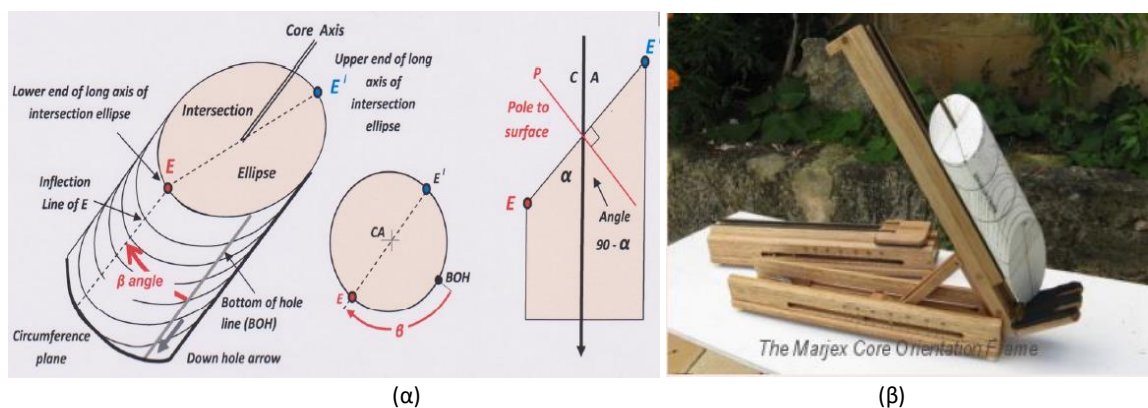 Core Axis
Upper end of long
axis of
intersection
ellipse
Lower end of long axis of
intersection ellipse
Intersection
Ellipse
E
E'
Inflection
Line of E
β angle
Bottom of hole
line (BOH)
Circumference
plane
Down hole arrow
E'
CA
BOH
E
β
E
P
C A
Pole to
surface
α
E
Angle
90 - α
The Marjex Core Orientation Frame
(α)
(β)